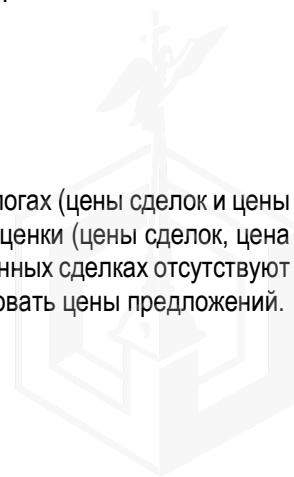 логах (цены сделок и цены
ценки (цены сделок, цена
нных сделках отсутствуют
овать цены предложений.